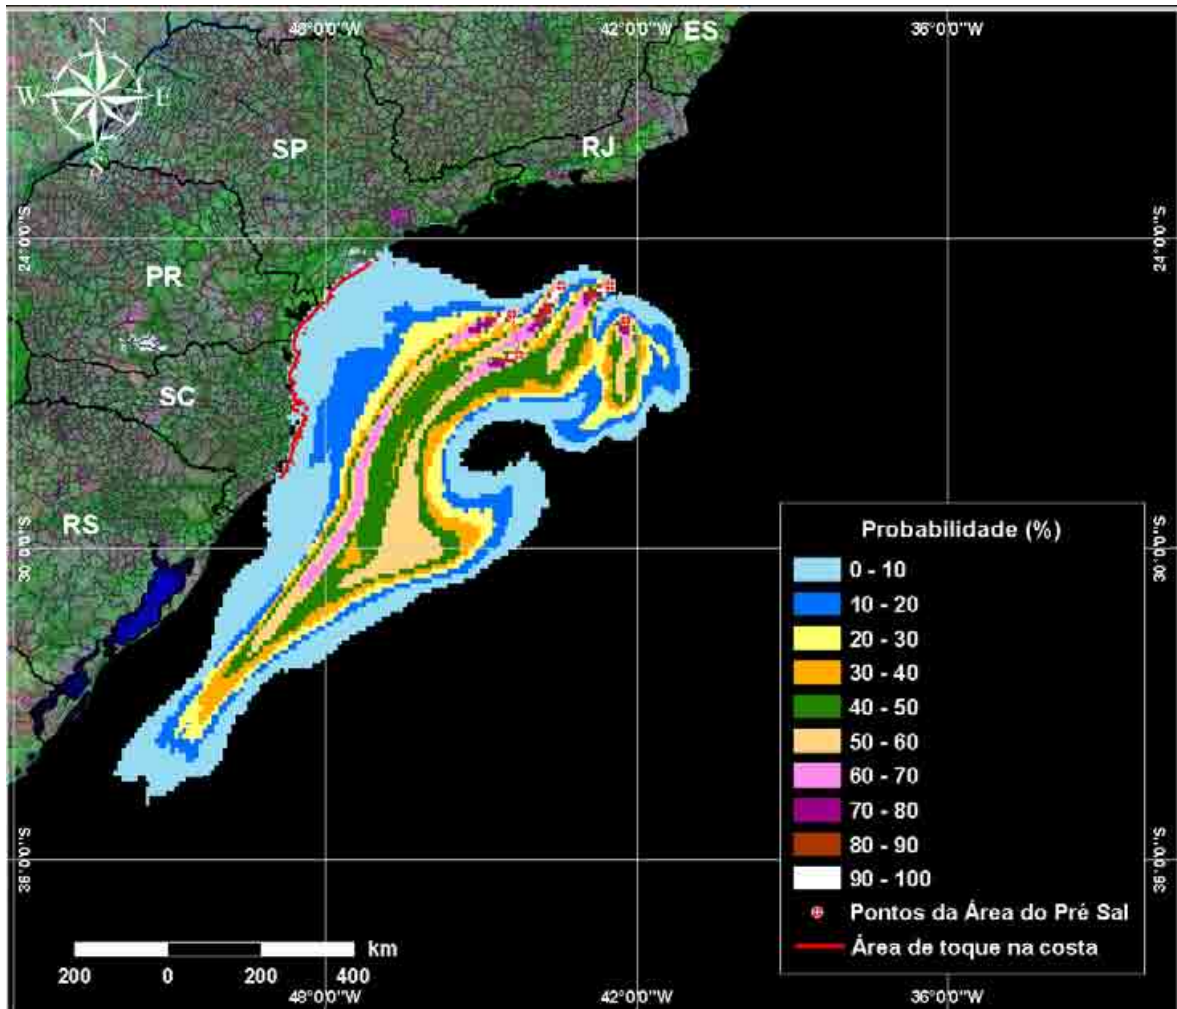 48°0'0"W 42°0'0"W 36°0'0"W
N
W E
S
ES
SP
RJ
24°0'0"S 24°0'0"S
PR
SC
RS
30°0'0"S 30°0'0"S
Probabilidade (%)
0 - 10
10 - 20
20 - 30
30 - 40
40 - 50
50 - 60
60 - 70
70 - 80
80 - 90
90 - 100
Pontos da Área do Pré Sal
Área de toque na costa
36°0'0"S 36°0'0"S
km
200 0 200 400
48°0'0"W 42°0'0"W 36°0'0"W